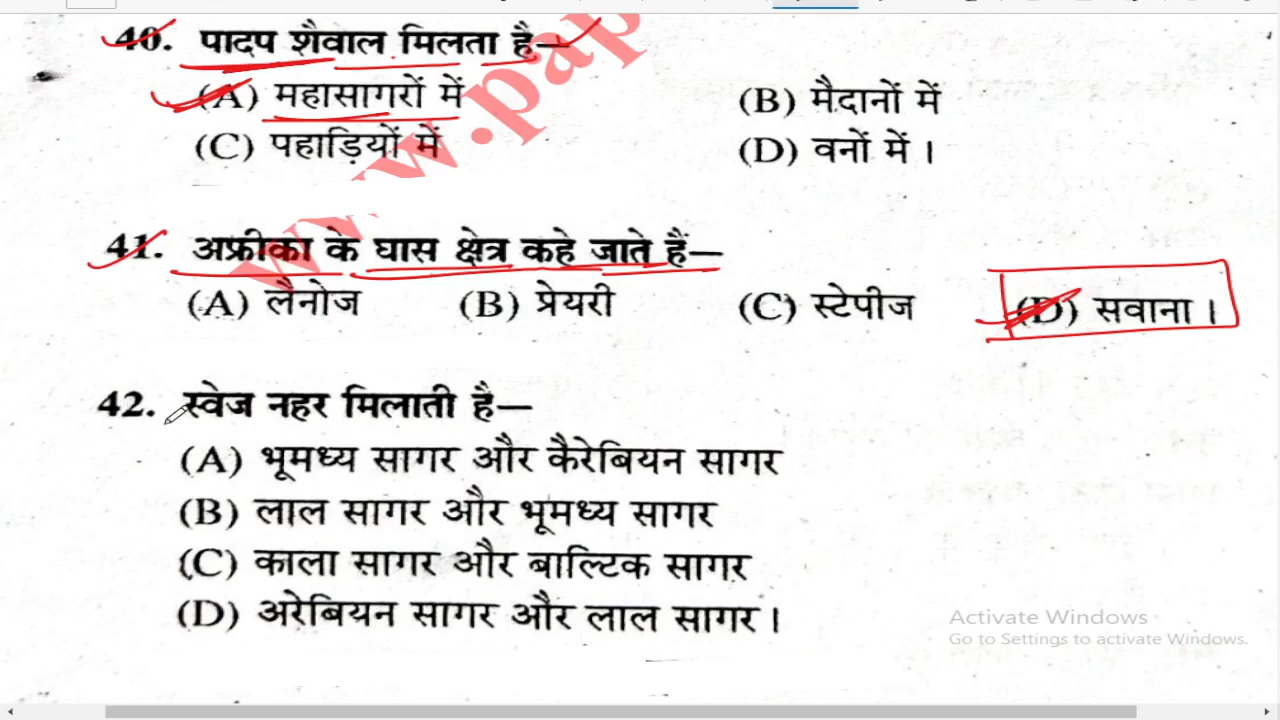 40. पादप शैवाल मिलता है—
(A) महासागरों में (B) मैदानों में
(C) पहाड़ियों में (D) वनों में।
www.pap
41. अफ्रीका के घास क्षेत्र कहे जाते हैं—
(A) लैनोज (B) प्रेयरी (C) स्टेपीज (D) सवाना।
42. स्वेज नहर मिलाती है—
(A) भूमध्य सागर और कैरेबियन सागर
(B) लाल सागर और भूमध्य सागर
(C) काला सागर और बाल्टिक सागर
(D) अरेबियन सागर और लाल सागर।
Activate Windows
Go to Settings to activate Windows.